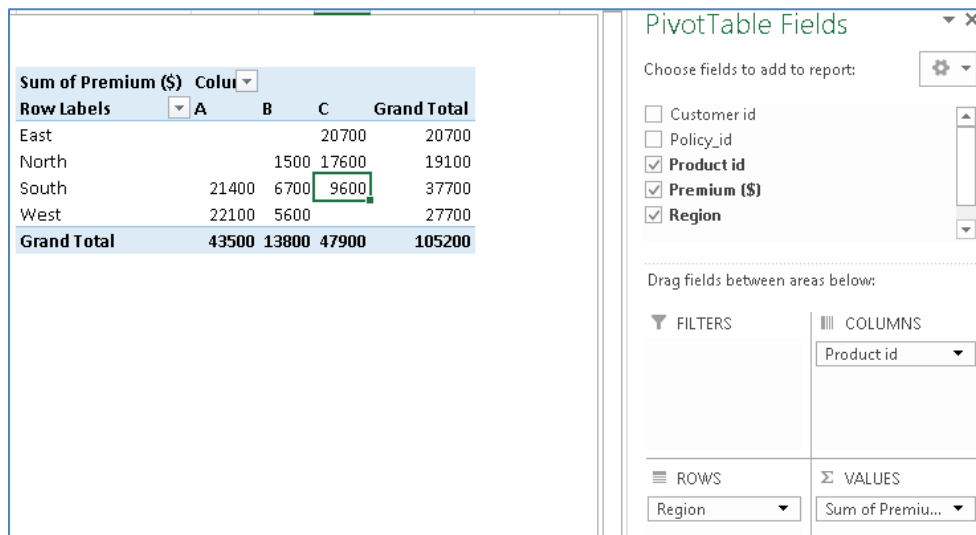 Sum of Premium ($) Colur
Row Labels A B C Grand Total
East 20700 20700
North 1500 17600 19100
South 21400 6700 9600 37700
West 22100 5600 27700
Grand Total 43500 13800 47900 105200
PivotTable Fields
Choose fields to add to report:
Customer id
Policy_id
Product id
Premium ($)
Region
Drag fields between areas below:
FILTERS
COLUMNS
Product id
ROWS
Region
Σ VALUES
Sum of Premiu...